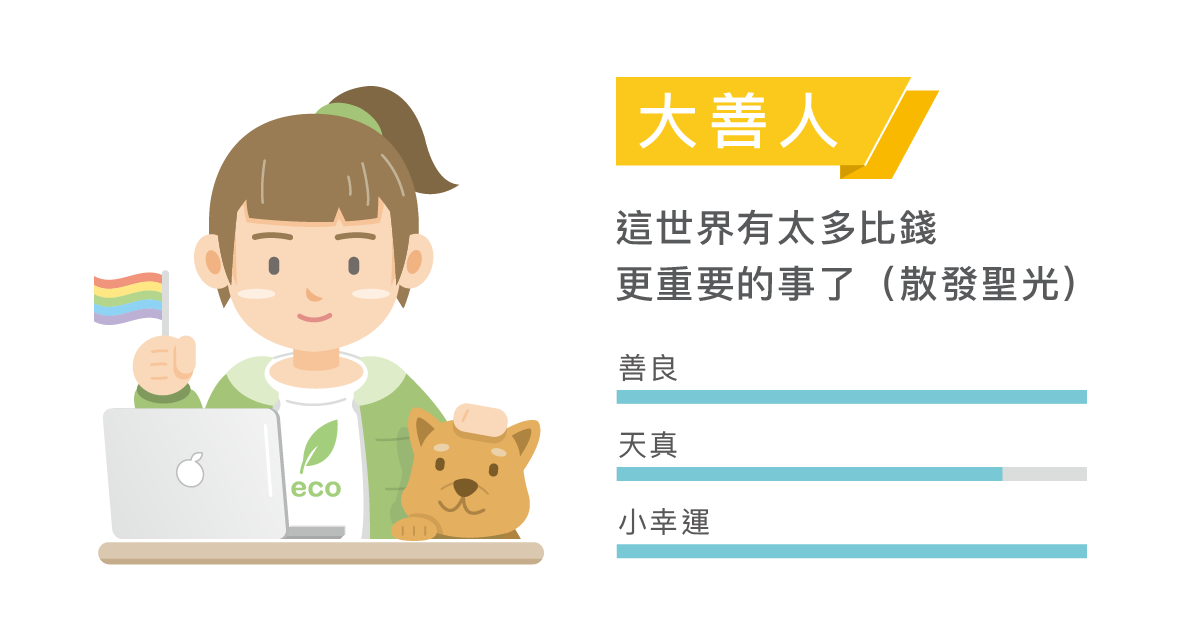 大善人
這世界有太多比錢
更重要的事了（散發聖光）
善良
天真
小幸運
eco